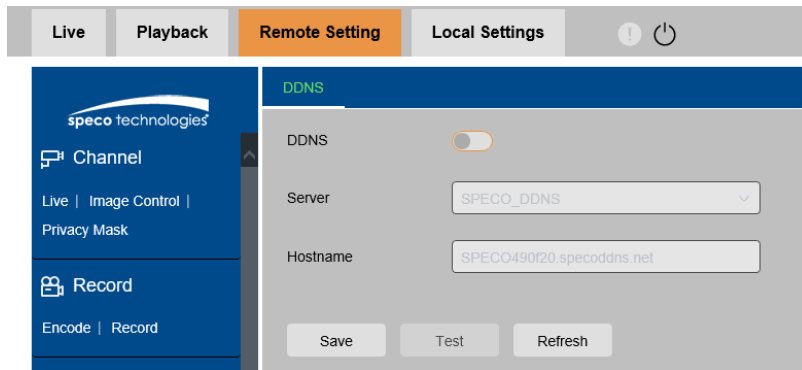 Live Playback Remote Setting Local Settings
speco technologies
Channel
Live | Image Control |
Privacy Mask
Record
Encode | Record
DDNS
DDNS
Server SPECO_DDNS
Hostname SPECO490f20.specoddns.net
Save Test Refresh